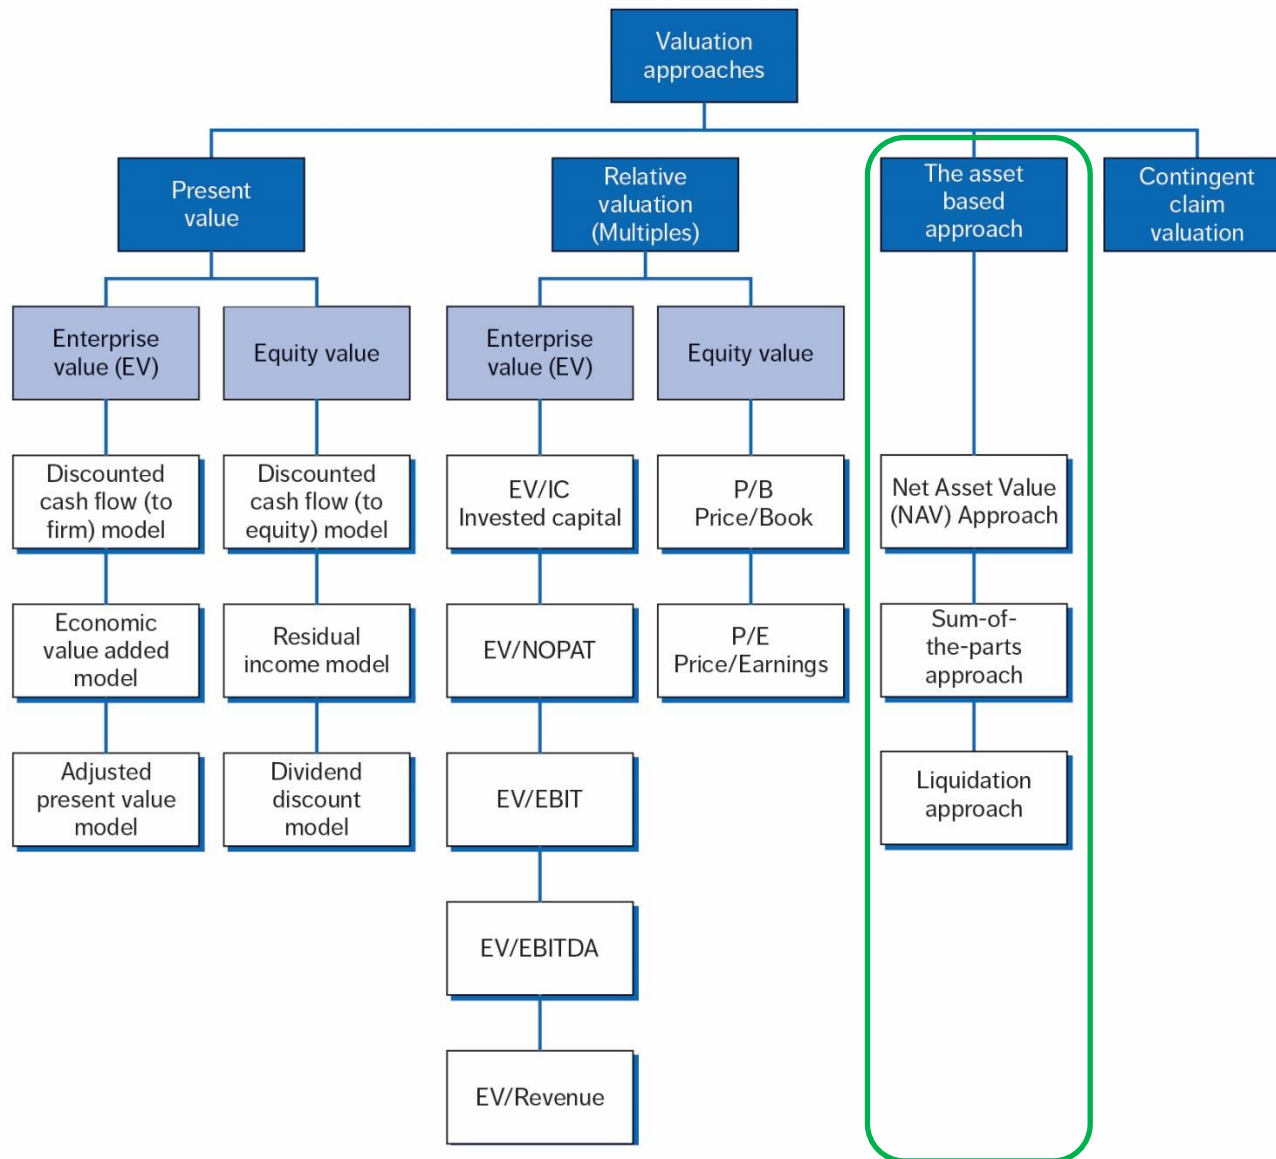 Valuation
approaches
Present
value
Relative
valuation
(Multiples)
The asset
based
approach
Contingent
claim
valuation
Enterprise
value (EV)
Equity value
Enterprise
value (EV)
Equity value
Discounted
cash flow (to
firm) model
Discounted
cash flow (to
equity) model
EV/IC
Invested capital
P/B
Price/Book
Net Asset Value
(NAV) Approach
Economic
value added
model
Residual
income model
EV/NOPAT
P/E
Price/Earnings
Sum-of-
the-parts
approach
Adjusted
present value
model
Dividend
discount
model
EV/EBIT
Liquidation
approach
EV/EBITDA
EV/Revenue